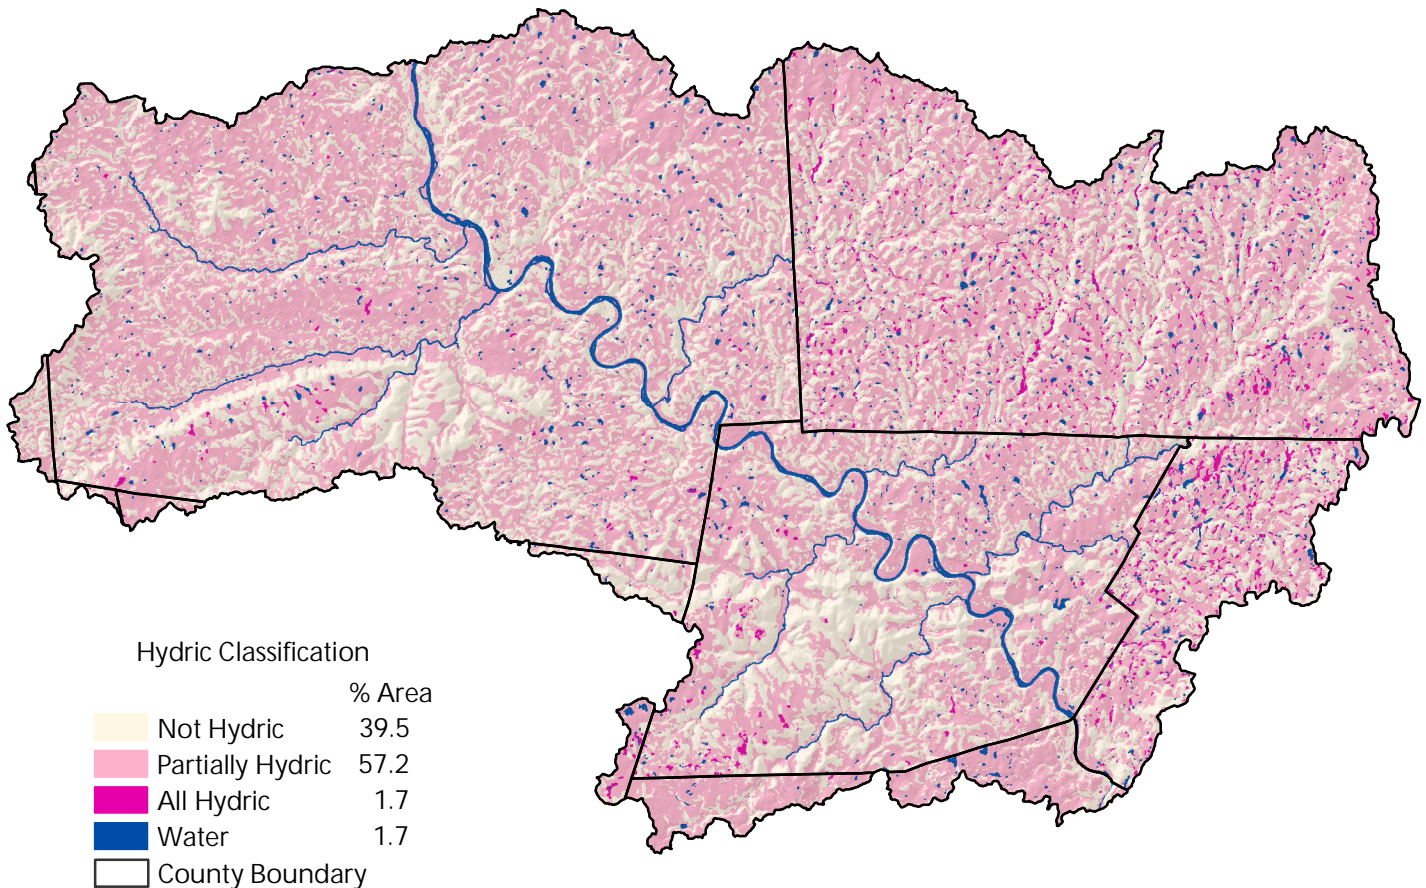 Hydric Classification
% Area
Not Hydric 39.5
Partially Hydric 57.2
All Hydric 1.7
Water 1.7
County Boundary